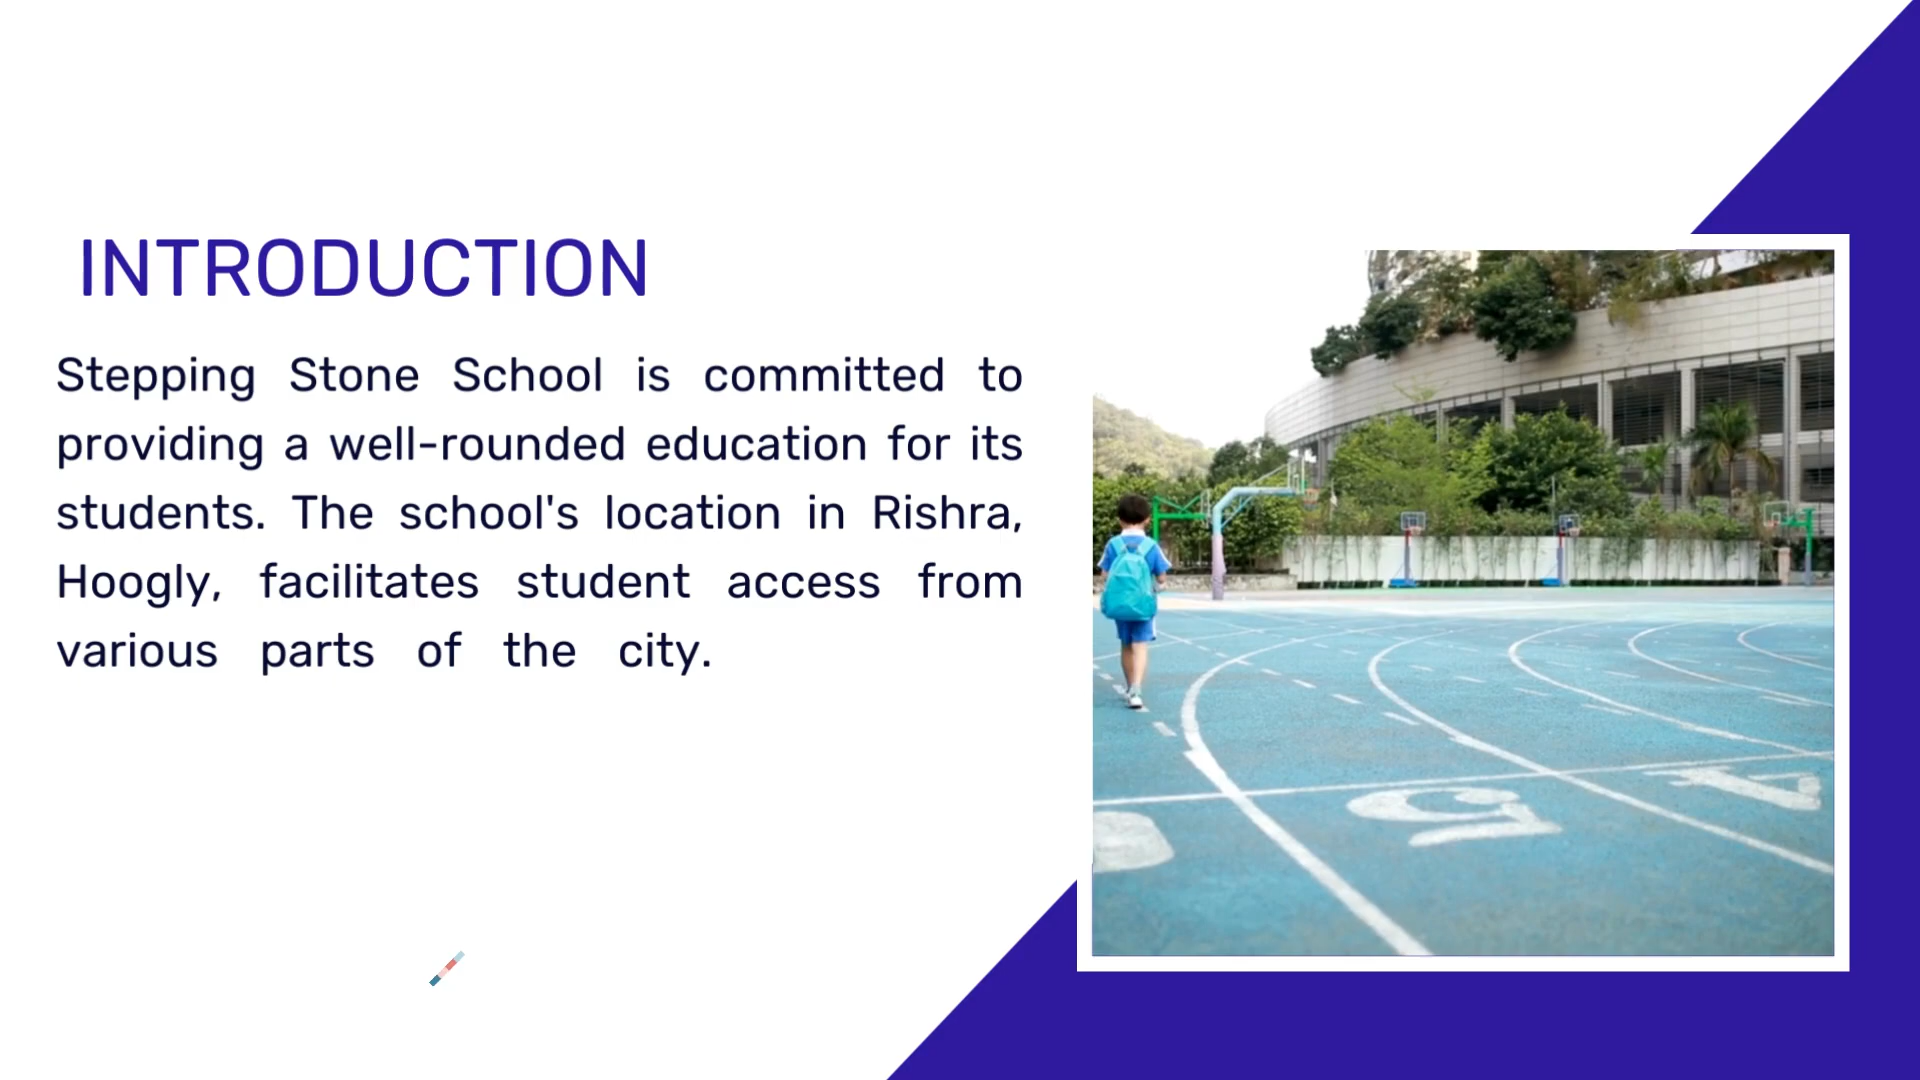 INTRODUCTION
Stepping Stone School is committed to
providing a well-rounded education for its
students. The school's location in Rishra,
Hoogly, facilitates student access from
various parts of the city.
5